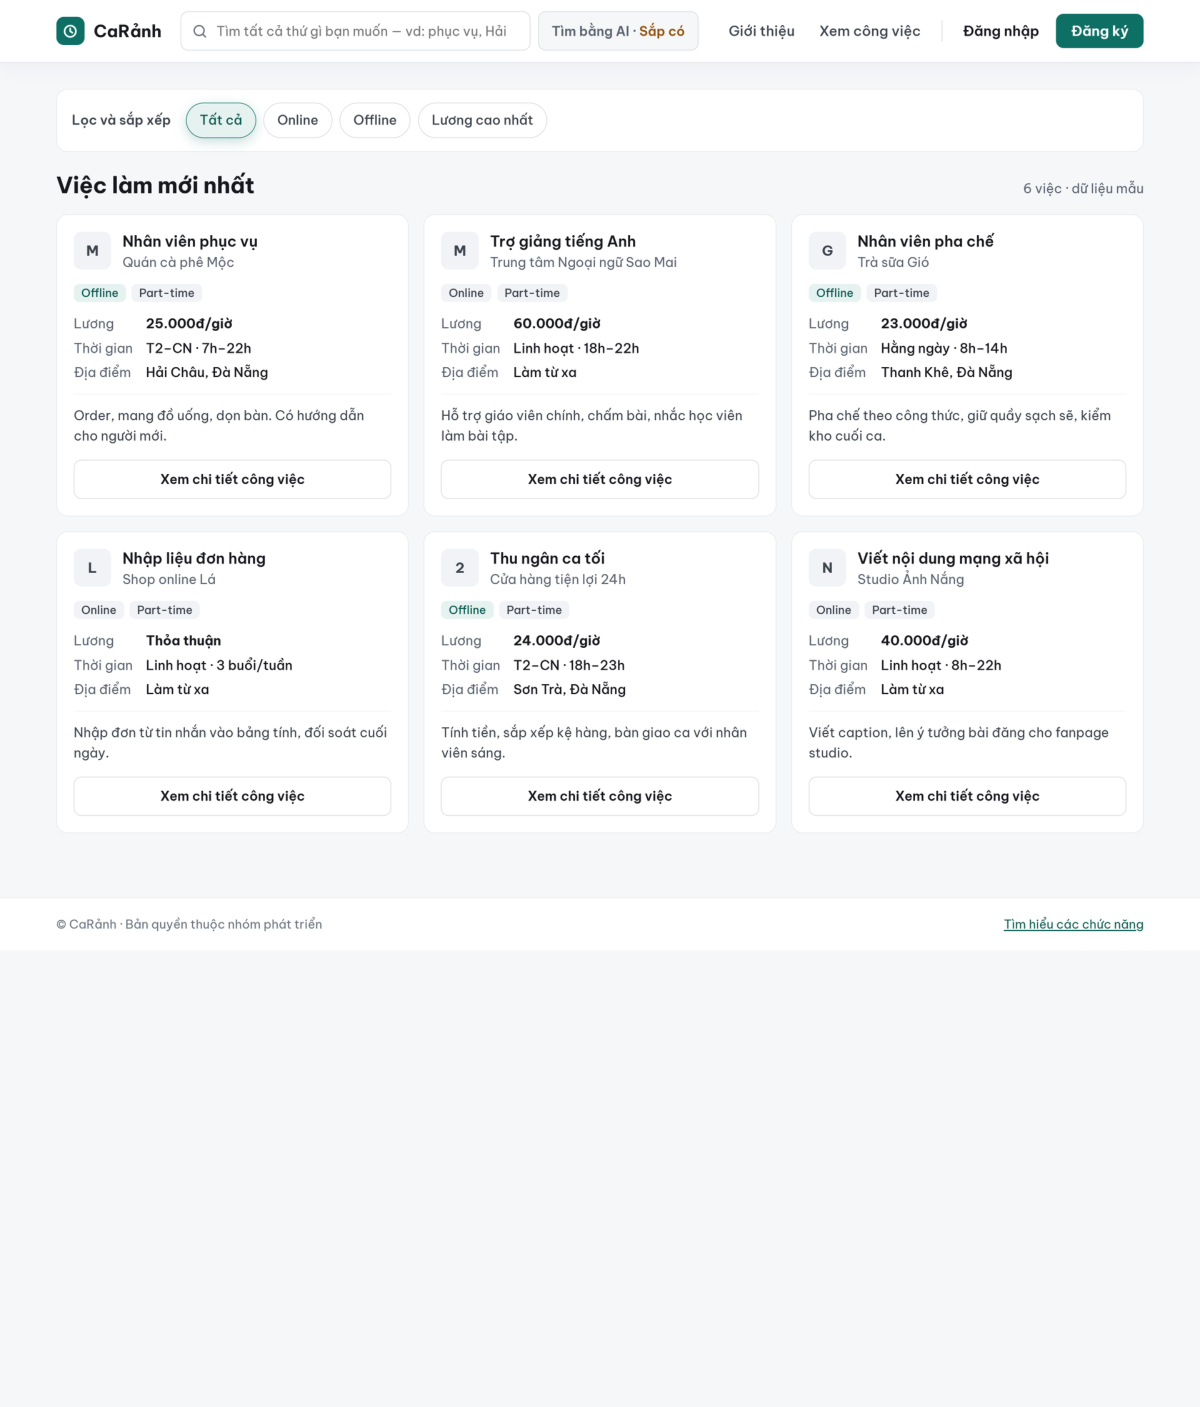 CaRảnh
Tìm tất cả thứ gì bạn muốn — vd: phục vụ, Hải
Tìm bằng AI · Sắp có
Giới thiệu
Xem công việc
Đăng nhập
Đăng ký
Lọc và sắp xếp
Tất cả
Online
Offline
Lương cao nhất
Việc làm mới nhất
6 việc · dữ liệu mẫu
M
Nhân viên phục vụ
Quán cà phê Mộc
Offline
Part-time
Lương 25.000đ/giờ
Thời gian T2–CN · 7h–22h
Địa điểm Hải Châu, Đà Nẵng
Order, mang đồ uống, dọn bàn. Có hướng dẫn
cho người mới.
Xem chi tiết công việc
M
Trợ giảng tiếng Anh
Trung tâm Ngoại ngữ Sao Mai
Online
Part-time
Lương 60.000đ/giờ
Thời gian Linh hoạt · 18h–22h
Địa điểm Làm từ xa
Hỗ trợ giáo viên chính, chấm bài, nhắc học viên
làm bài tập.
Xem chi tiết công việc
G
Nhân viên pha chế
Trà sữa Gió
Offline
Part-time
Lương 23.000đ/giờ
Thời gian Hằng ngày · 8h–14h
Địa điểm Thanh Khê, Đà Nẵng
Pha chế theo công thức, giữ quầy sạch sẽ, kiểm
kho cuối ca.
Xem chi tiết công việc
L
Nhập liệu đơn hàng
Shop online Lá
Online
Part-time
Lương Thỏa thuận
Thời gian Linh hoạt · 3 buổi/tuần
Địa điểm Làm từ xa
Nhập đơn từ tin nhắn vào bảng tính, đối soát cuối
ngày.
Xem chi tiết công việc
2
Thu ngân ca tối
Cửa hàng tiện lợi 24h
Offline
Part-time
Lương 24.000đ/giờ
Thời gian T2–CN · 18h–23h
Địa điểm Sơn Trà, Đà Nẵng
Tính tiền, sắp xếp kệ hàng, bàn giao ca với nhân
viên sáng.
Xem chi tiết công việc
N
Viết nội dung mạng xã hội
Studio Ảnh Nắng
Online
Part-time
Lương 40.000đ/giờ
Thời gian Linh hoạt · 8h–22h
Địa điểm Làm từ xa
Viết caption, lên ý tưởng bài đăng cho fanpage
studio.
Xem chi tiết công việc
© CaRảnh · Bản quyền thuộc nhóm phát triển
Tìm hiểu các chức năng